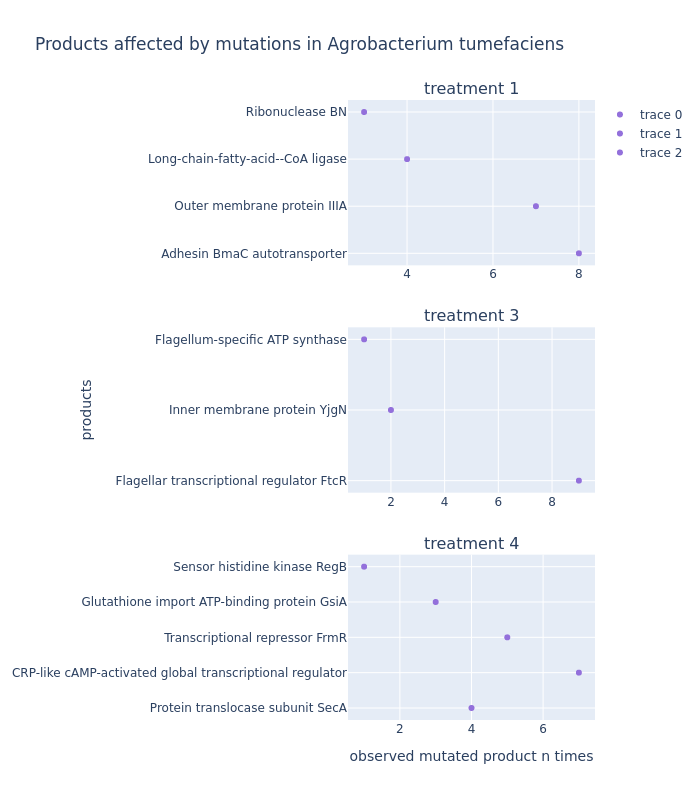 Products affected by mutations in Agrobacterium tumefaciens
treatment 1
Ribonuclease BN
Long-chain-fatty-acid--CoA ligase
Outer membrane protein IIIA
Adhesin BmaC autotransporter
4 6 8
trace 0
trace 1
trace 2
treatment 3
Flagellum-specific ATP synthase
Inner membrane protein YjgN
Flagellar transcriptional regulator FtcR
2 4 6 8
products
treatment 4
Sensor histidine kinase RegB
Glutathione import ATP-binding protein GsiA
Transcriptional repressor FrmR
CRP-like cAMP-activated global transcriptional regulator
Protein translocase subunit SecA
2 4 6
observed mutated product n times